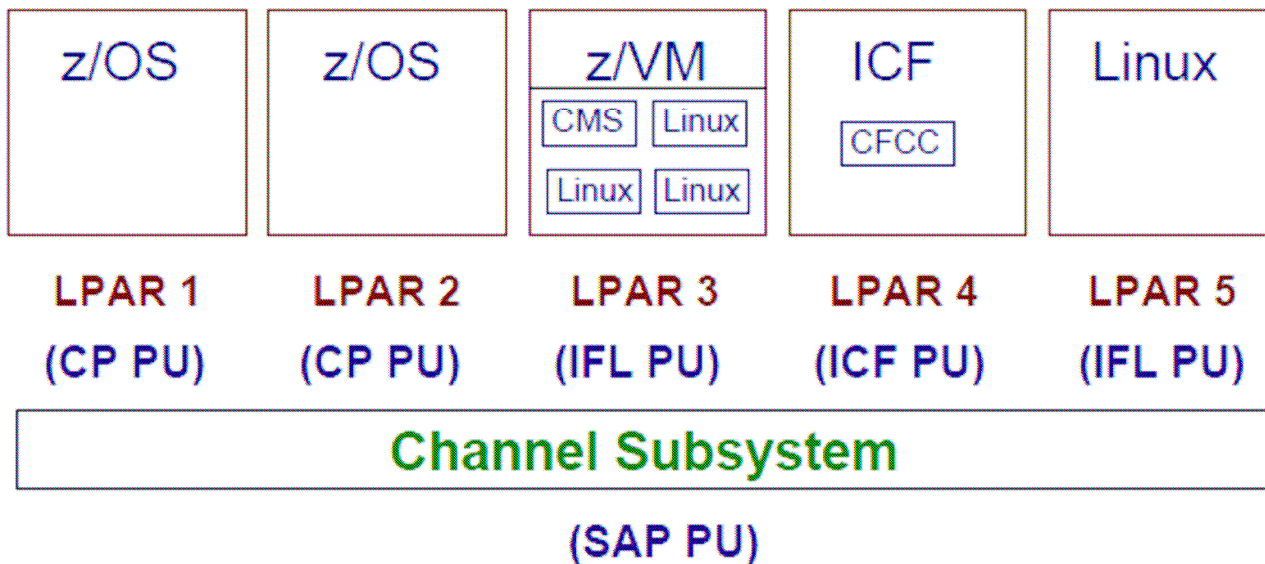 z/OS z/OS z/VM ICF Linux
CMS Linux CFCC
Linux Linux
LPAR 1 LPAR 2 LPAR 3 LPAR 4 LPAR 5
(CP PU) (CP PU) (IFL PU) (ICF PU) (IFL PU)
Channel Subsystem
(SAP PU)